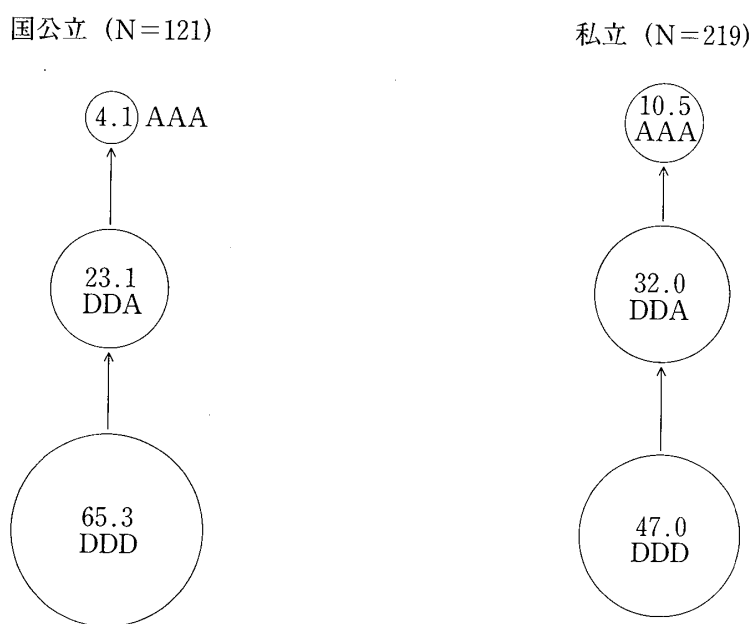 国公立 (N=121)
4.1 AAA
23.1
DDA
65.3
DDD
私立 (N=219)
10.5
AAA
32.0
DDA
47.0
DDD